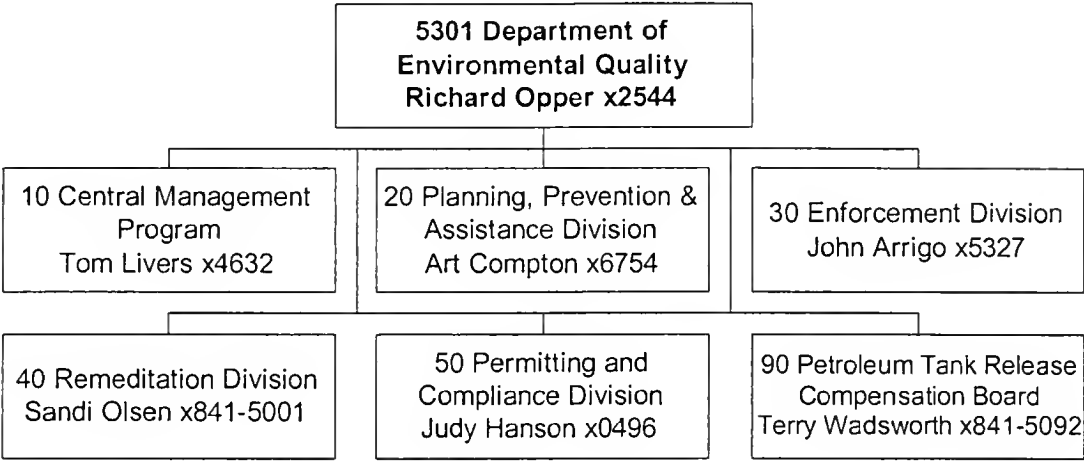 5301 Department of
Environmental Quality
Richard Opper x2544
10 Central Management
Program
Tom Livers x4632
20 Planning, Prevention &
Assistance Division
Art Compton x6754
30 Enforcement Division
John Arrigo x5327
40 Remeditation Division
Sandi Olsen x841-5001
50 Permitting and
Compliance Division
Judy Hanson x0496
90 Petroleum Tank Release
Compensation Board
Terry Wadsworth x841-5092